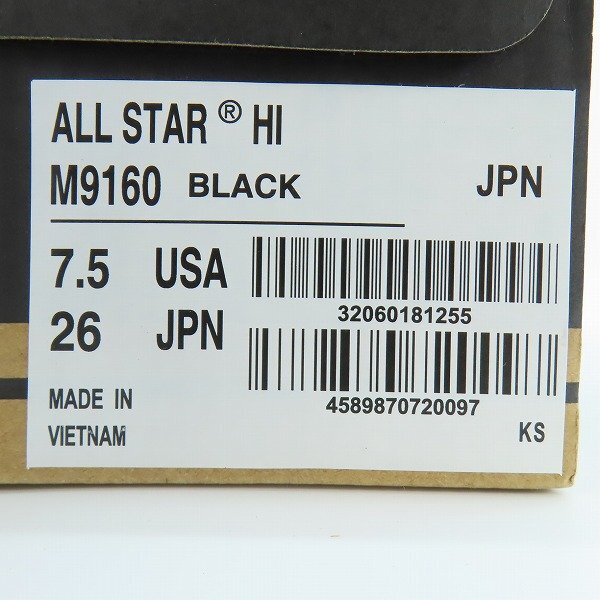 ALL STAR ® HI
M9160 BLACK JPN
7.5 USA
32060181255
26 JPN
4589870720097
MADE IN
VIETNAM
KS